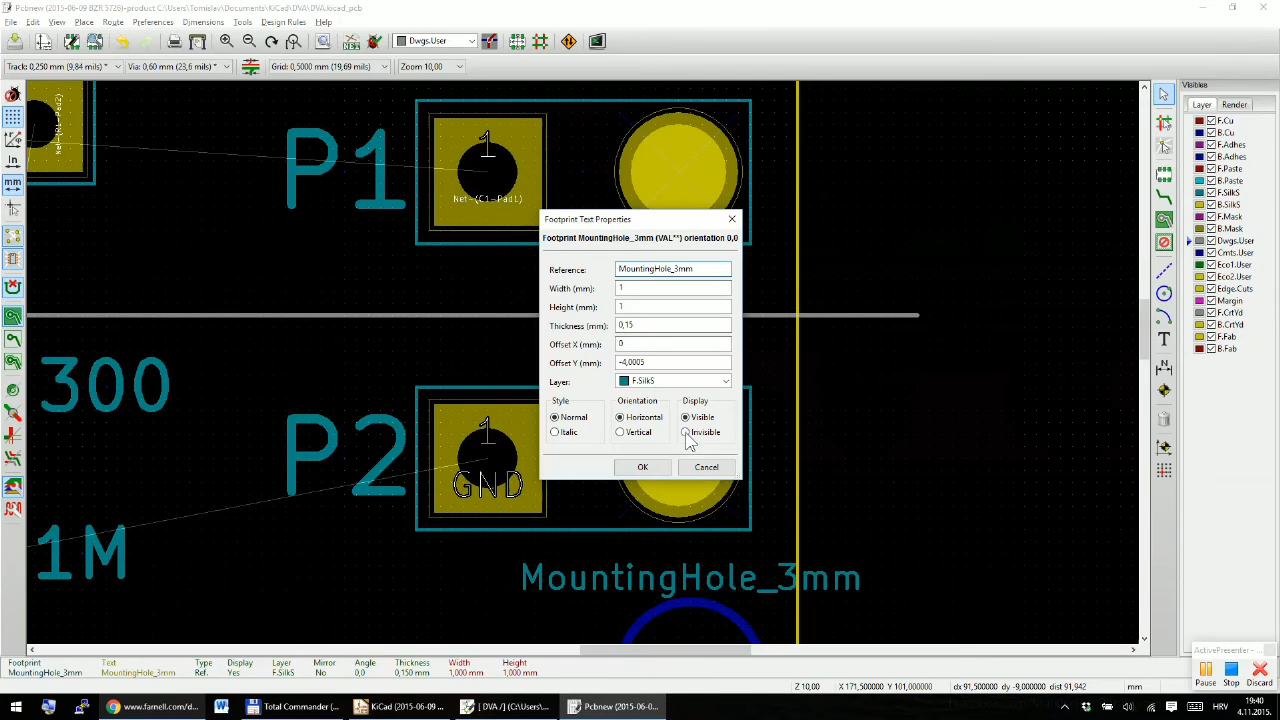 Pcbnew (2015-06-09 BZR 5726)-product C:\Users\Tomislav\Documents\KiCad\DVA\DVA.kicad_pcb
File Edit View Place Route Preferences Dimensions Tools Design Rules Help
Dwgs.User
Track: 0,250 mm (9,84 mils) * Via: 0,60 mm (23,6 mils) * Grid: 0,5000 mm (19,69 mils) Zoom 10,00
Visibles
Layer Render
F.Cu
B.Cu
F.Adhes
B.Adhes
F.Paste
B.Paste
F.SilkS
B.SilkS
F.Mask
B.Mask
Dwgs.User
Cmts.User
Eco1.User
Eco2.User
Edge.Cuts
Margin
F.CrtYd
B.CrtYd
F.Fab
B.Fab
In
mm
P1
1
Net-(C1-Pad1)
Footprint Text Properties
Footprint MountingHole_3mm (VAL**) orientation 0,0
Reference: MountingHole_3mm
Width (mm): 1
Height (mm): 1
Thickness (mm): 0,15
Offset X (mm): 0
Offset Y (mm): -4,0005
Layer: F.SilkS
Style Orientation Display
Normal Horizontal Visible
Italic Vertical Invisible
OK Cancel
300
P2
1
GND
1M
MountingHole_3mm
Footprint Text Type Display Layer Mirror Angle Thickness Width Height
MountingHole_3mm MountingHole_3mm Ref. Yes F.SilkS No 0,0 0,150 mm 1,000 mm 1,000 mm
ActivePresenter - ...
Pause Stop Discard
Z 10,00 X 171,500000 Y 101,000000 dx 91,500000 dy -9,000000 dist 91,942 mm
www.farnell.com/d... Total Commander (... KiCad (2015-06-09 ... [ DVA /] (C:\Users\... Pcbnew (2015-06-0...
HRV 19:40
4.11.2015.